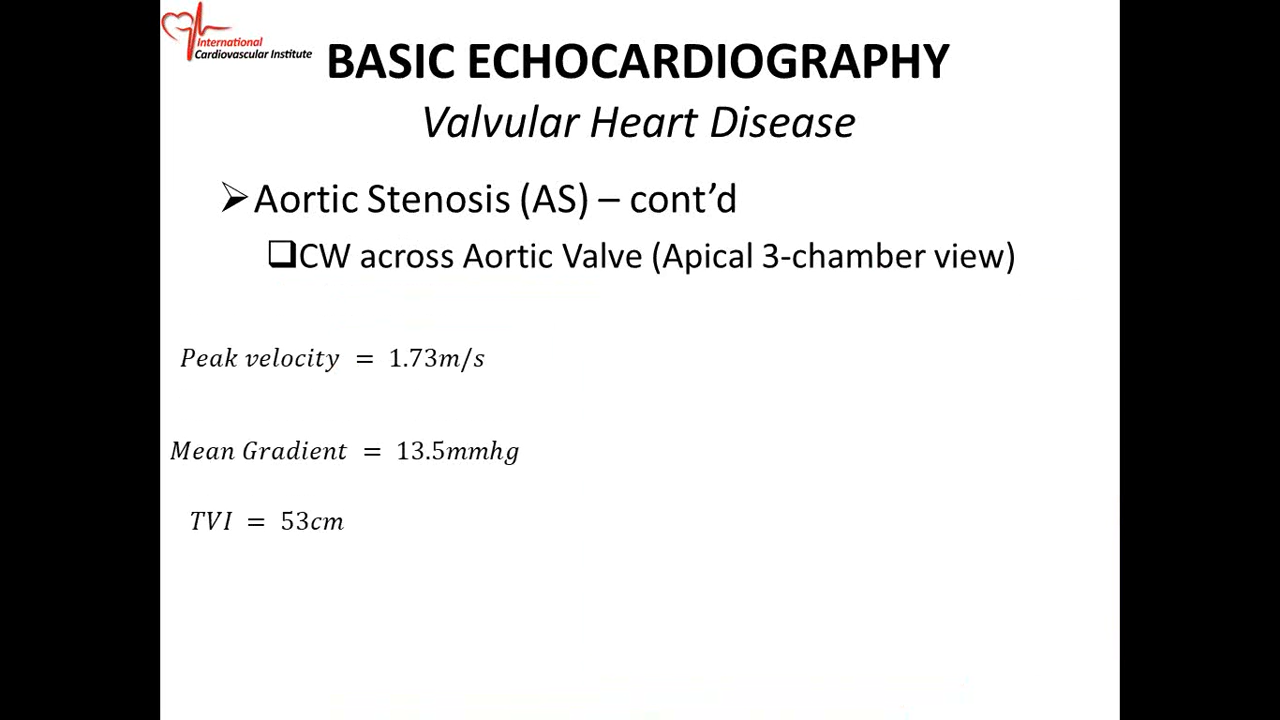 International
Cardiovascular Institute
BASIC ECHOCARDIOGRAPHY
Valvular Heart Disease
Aortic Stenosis (AS) – cont’d
CW across Aortic Valve (Apical 3-chamber view)
Peak velocity = 1.73m/s
Mean Gradient = 13.5mmhg
TVI = 53cm